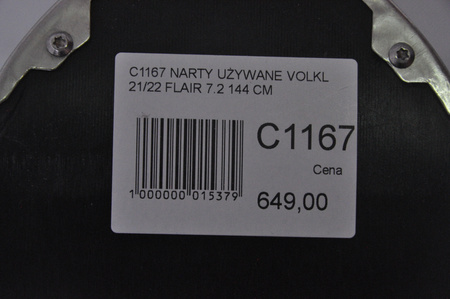 C1167 NARTY UŻYWANE VOLKL
21/22 FLAIR 7.2 144 CM
C1167
Cena
649,00
1 000000 015379